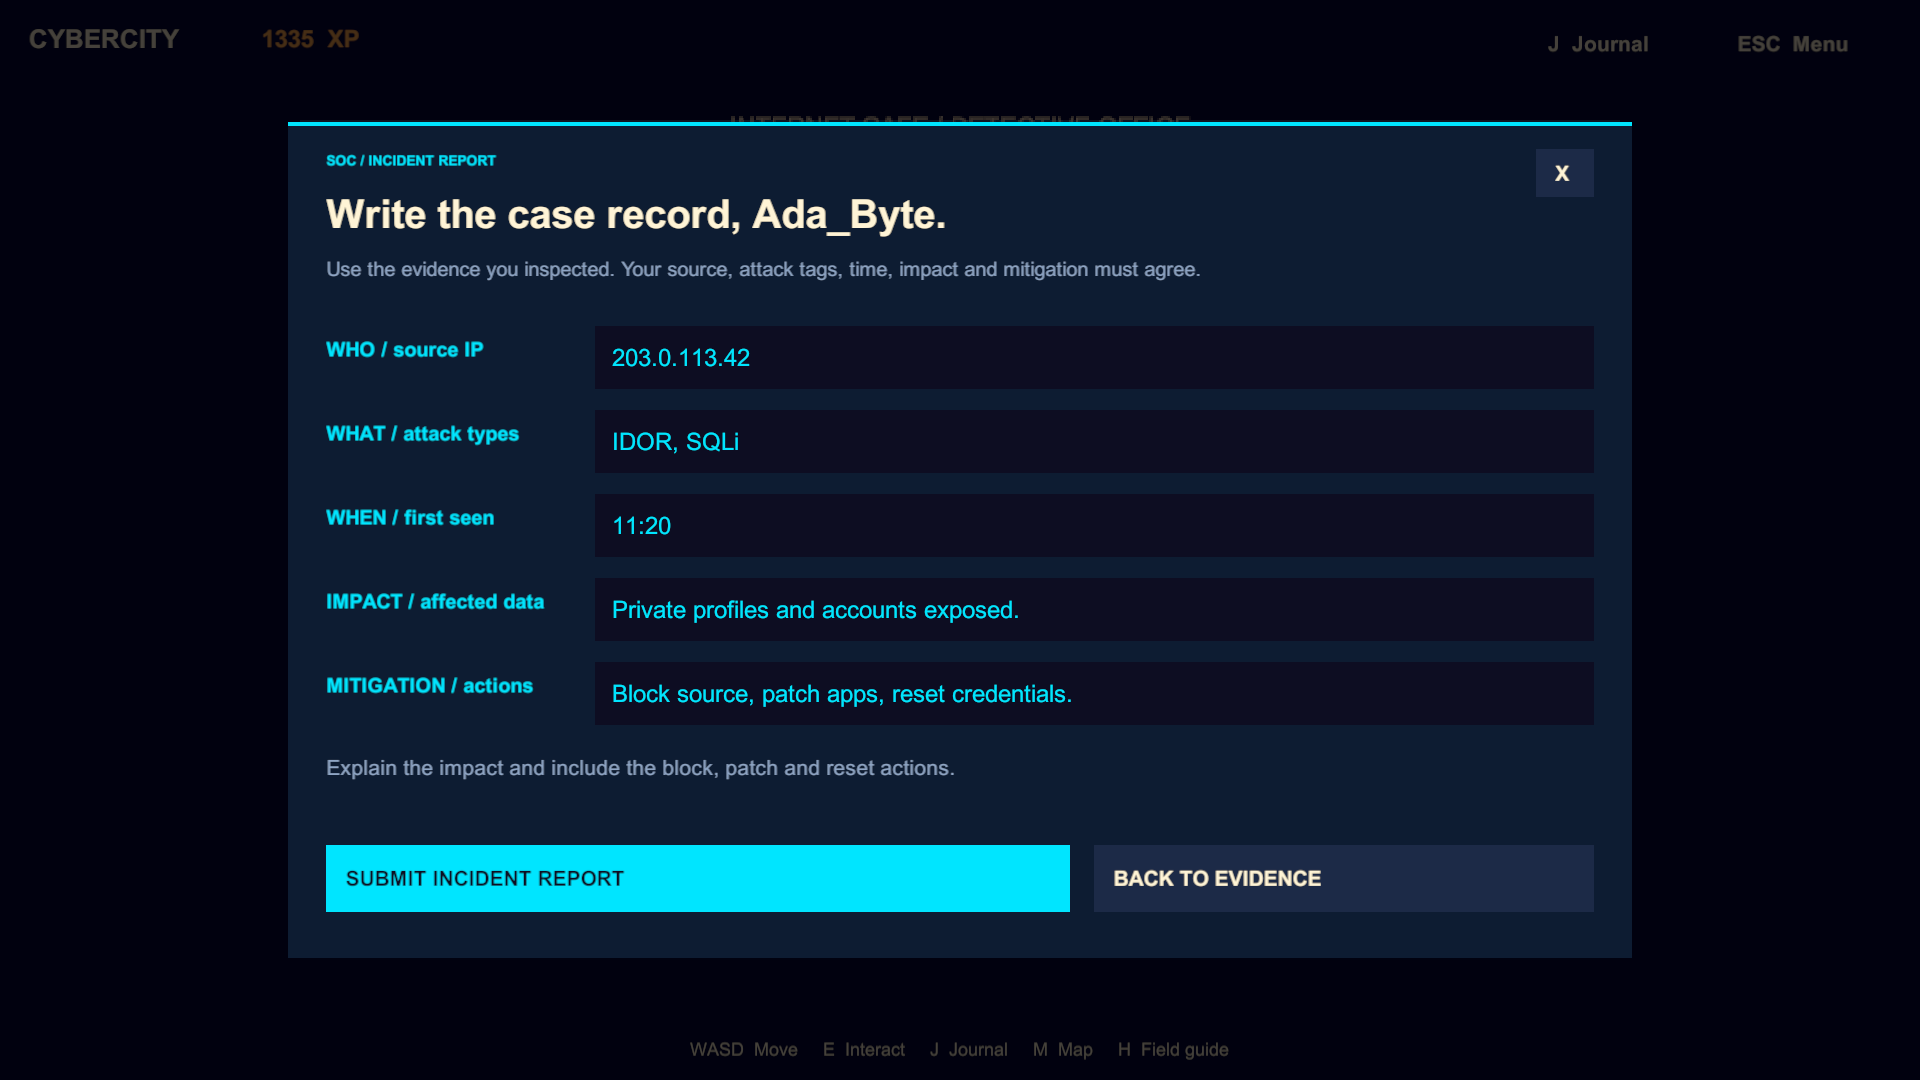 CYBERCITY
1335 XP
J Journal
ESC Menu
INTERNET CAFE / DETECTIVE OFFICE
SOC / INCIDENT REPORT
X
Write the case record, Ada_Byte.
Use the evidence you inspected. Your source, attack tags, time, impact and mitigation must agree.
WHO / source IP
203.0.113.42
WHAT / attack types
IDOR, SQLi
WHEN / first seen
11:20
IMPACT / affected data
Private profiles and accounts exposed.
MITIGATION / actions
Block source, patch apps, reset credentials.
Explain the impact and include the block, patch and reset actions.
SUBMIT INCIDENT REPORT
BACK TO EVIDENCE
WASD Move E Interact J Journal M Map H Field guide